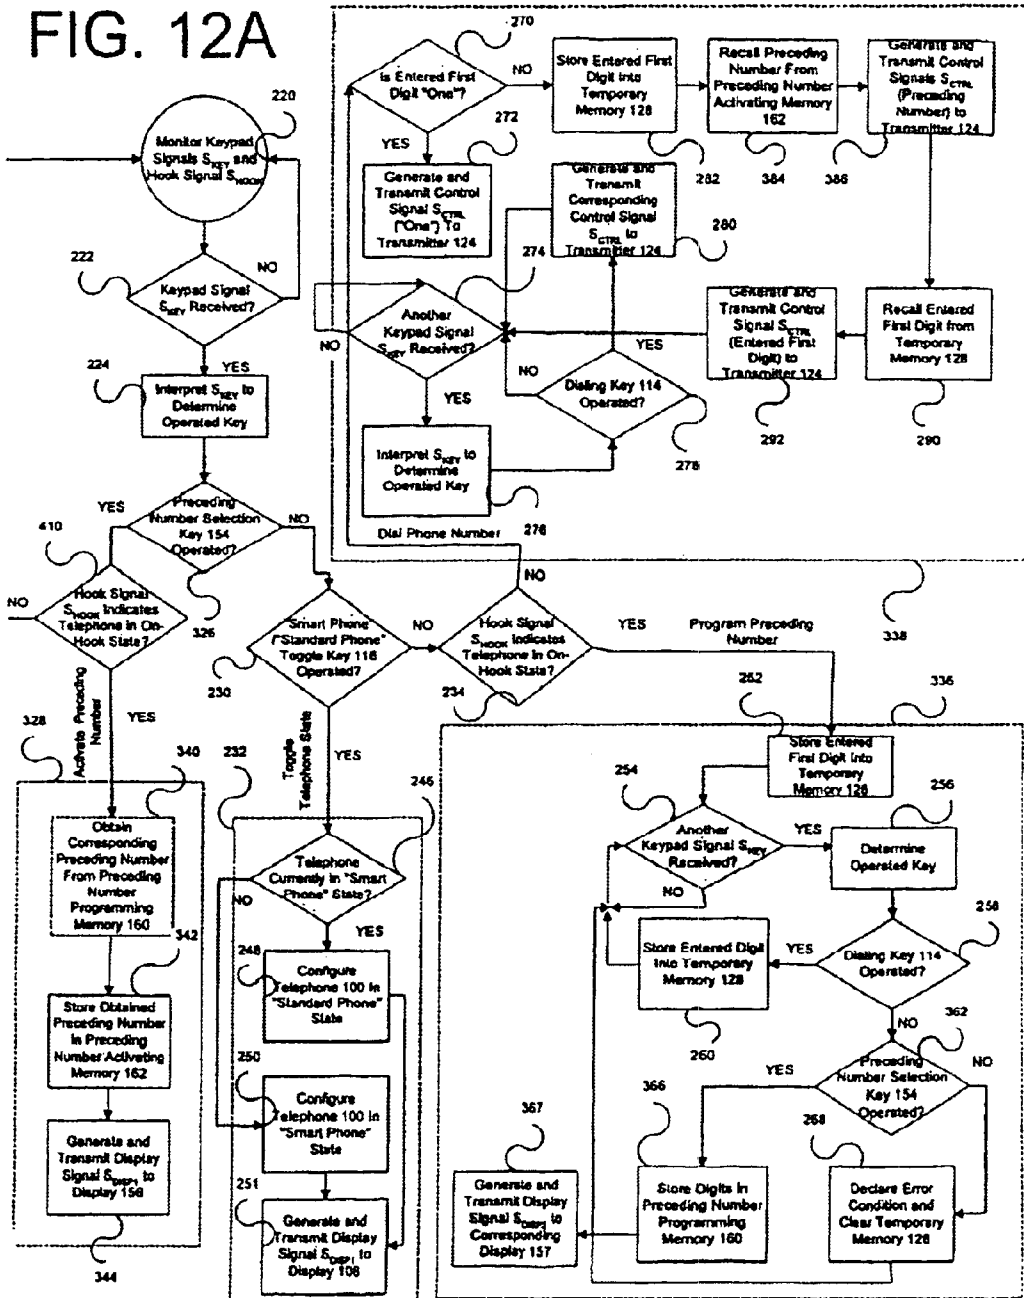 FIG. 12A
220
Monitor Keypad
Signals S_KEY and
Hook Signal S_HOOK
222
NO
Keypad Signal
S_KEY Received?
224
YES
Interpret S_KEY to
Determine
Operated Key
410
YES
Preceding
Number Selection
Key 154
Operated?
NO
326
NO
Hook Signal
S_HOOK Indicates
Telephone in On-
Hook State?
328
Activate Preceding
Number
YES
340
Obtain
Corresponding
Preceding Number
From Preceding
Number
Programming
Memory 160
342
Store Obtained
Preceding Number
In Preceding
Number Activating
Memory 162
Generate and
Transmit Display
Signal S_DISP1 to
Display 156
344
"Smart Phone"
/"Standard Phone"
Toggle Key 116
Operated?
230
NO
232
Toggle
Telephone State
YES
246
Telephone
Currently In "Smart
Phone" State?
NO
YES
248
Configure
Telephone 100 In
"Standard Phone"
State
250
Configure
Telephone 100 In
"Smart Phone"
State
251
Generate and
Transmit Display
Signal S_DISP1 to
Display 108
270
Is Entered First
Digit "One"?
NO
YES
272
Generate and
Transmit Control
Signal S_CTRL
("One") To
Transmitter 124
Store Entered First
Digit Into
Temporary
Memory 128
282
Recall Preceding
Number From
Preceding Number
Activating Memory
162
384
Generate and
Transmit Control
Signals S_CTRL
(Preceding
Number) to
Transmitter 124
386
Generate and
Transmit
Corresponding
Control Signal
S_CTRL to
Transmitter 124
280
274
Another
Keypad Signal
S_KEY Received?
NO
YES
Interpret S_KEY to
Determine
Operated Key
276
YES
NO
Dialing Key 114
Operated?
278
Generate and
Transmit Control
Signal S_CTRL
(Entered First
Digit) to
Transmitter 124
292
Recall Entered
First Digit from
Temporary
Memory 128
290
Dial Phone Number
NO
338
Hook Signal
S_HOOK Indicates
Telephone in On-
Hook State?
234
YES
Program Preceding
Number
252
336
Store Entered
First Digit Into
Temporary
Memory 128
254
Another
Keypad Signal S_KEY
Received?
YES
NO
256
Determine
Operated Key
258
Dialing Key 114
Operated?
YES
Store Entered Digit
Into Temporary
Memory 128
260
NO
362
Preceding
Number Selection
Key 154
Operated?
YES
NO
366
Store Digits In
Preceding Number
Programming
Memory 160
367
Generate and
Transmit Display
Signal S_DISP2 to
Corresponding
Display 157
268
Declare Error
Condition and
Clear Temporary
Memory 128